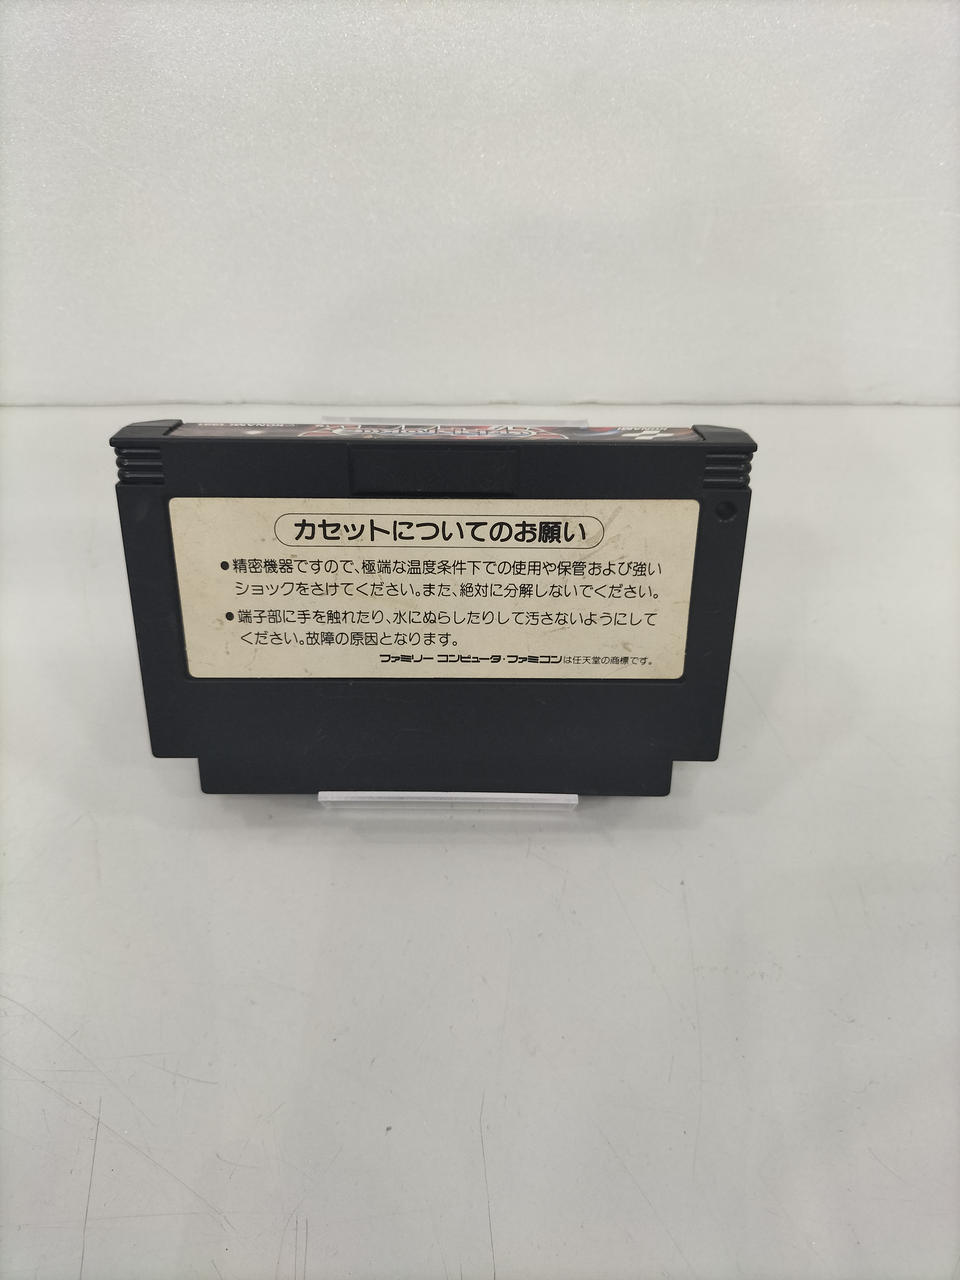 カセットについてのお願い
●精密機器ですので、極端な温度条件下での使用や保管および強い
ショックをさけてください。また、絶対に分解しないでください。
●端子部に手を触れたり、水にぬらしたりして汚さないようにして
ください。故障の原因となります。
ファミリーコンピュータ・ファミコンは任天堂の商標です。